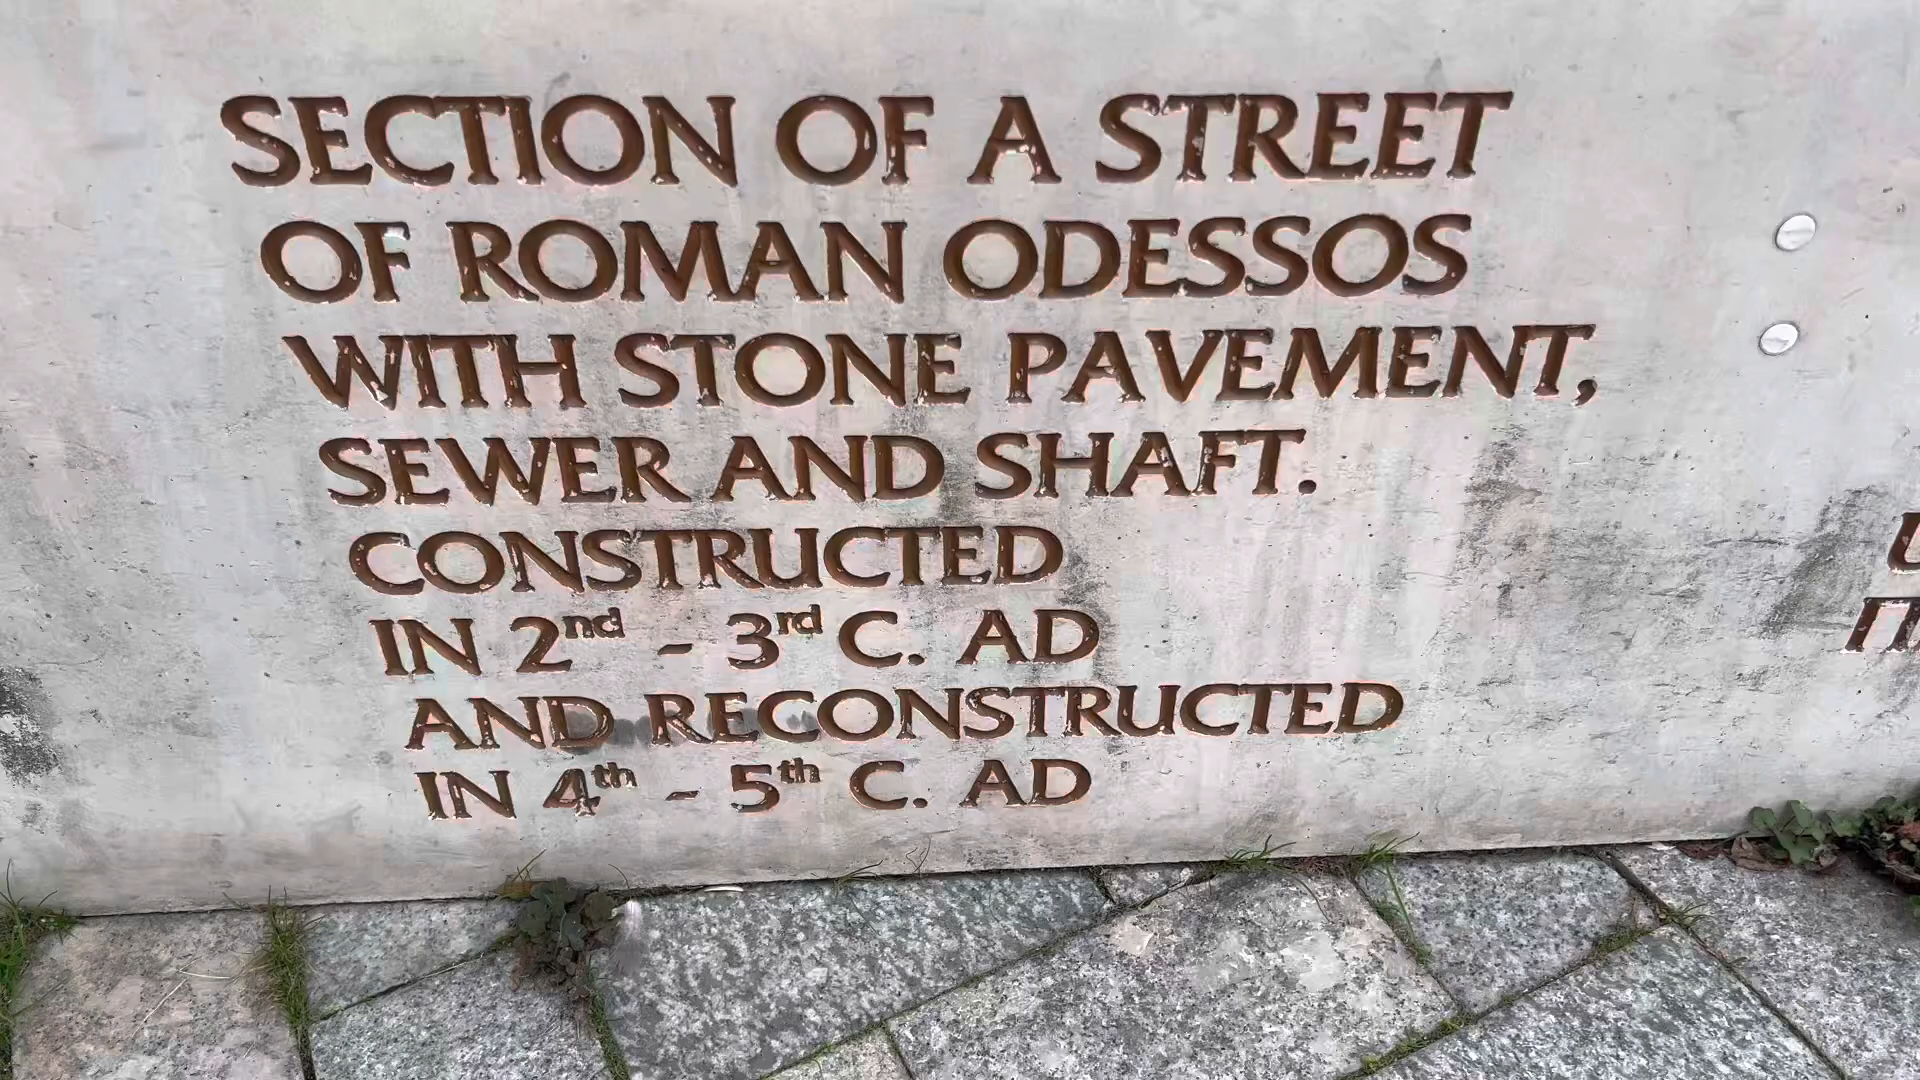 SECTION OF A STREET
OF ROMAN ODESSOS
WITH STONE PAVEMENT,
SEWER AND SHAFT.
CONSTRUCTED
IN 2nd - 3rd C. AD
AND RECONSTRUCTED
IN 4th - 5th C. AD